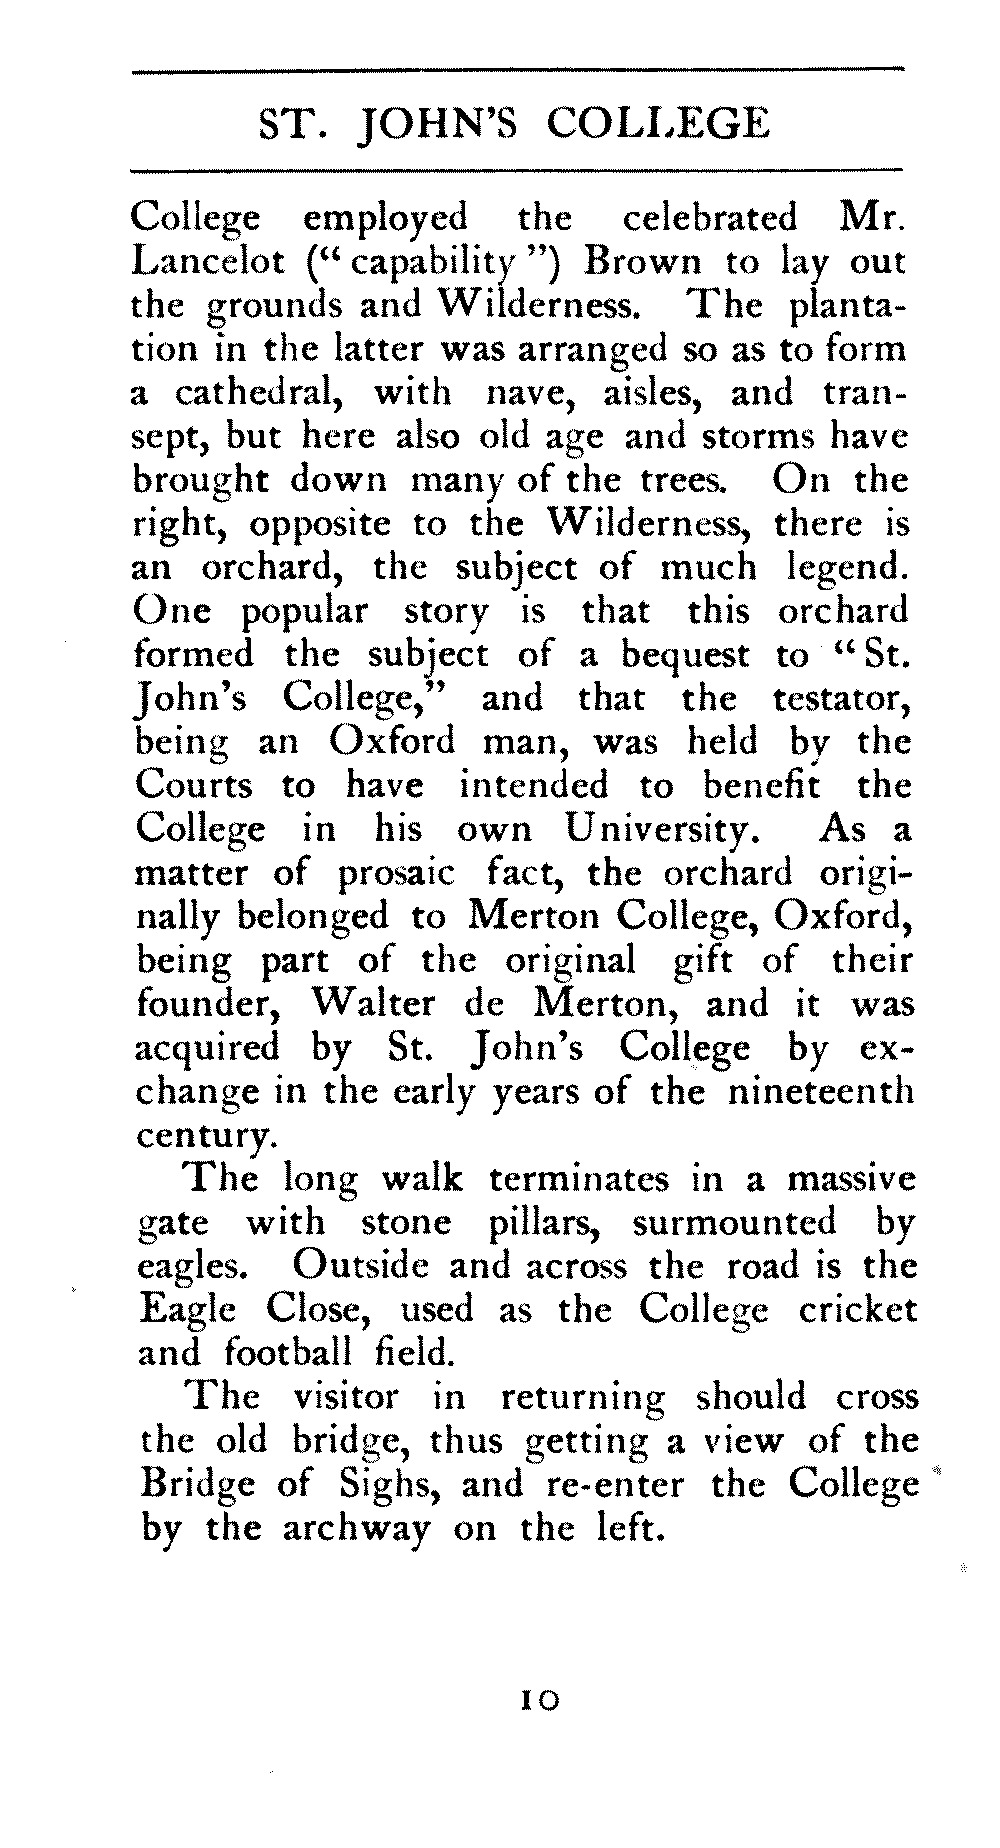 ST. JOHN'S COLLEGE
College employed the celebrated Mr.
Lancelot (“ capability ”) Brown to lay out
the grounds and Wilderness. The planta-
tion in the latter was arranged so as to form
a cathedral, with nave, aisles, and tran-
sept, but here also old age and storms have
brought down many of the trees. On the
right, opposite to the Wilderness, there is
an orchard, the subject of much legend.
One popular story is that this orchard
formed the subject of a bequest to “ St.
John's College,” and that the testator,
being an Oxford man, was held by the
Courts to have intended to benefit the
College in his own University. As a
matter of prosaic fact, the orchard origi-
nally belonged to Merton College, Oxford,
being part of the original gift of their
founder, Walter de Merton, and it was
acquired by St. John's College by ex-
change in the early years of the nineteenth
century.
The long walk terminates in a massive
gate with stone pillars, surmounted by
eagles. Outside and across the road is the
Eagle Close, used as the College cricket
and football field.
The visitor in returning should cross
the old bridge, thus getting a view of the
Bridge of Sighs, and re-enter the College
by the archway on the left.
10